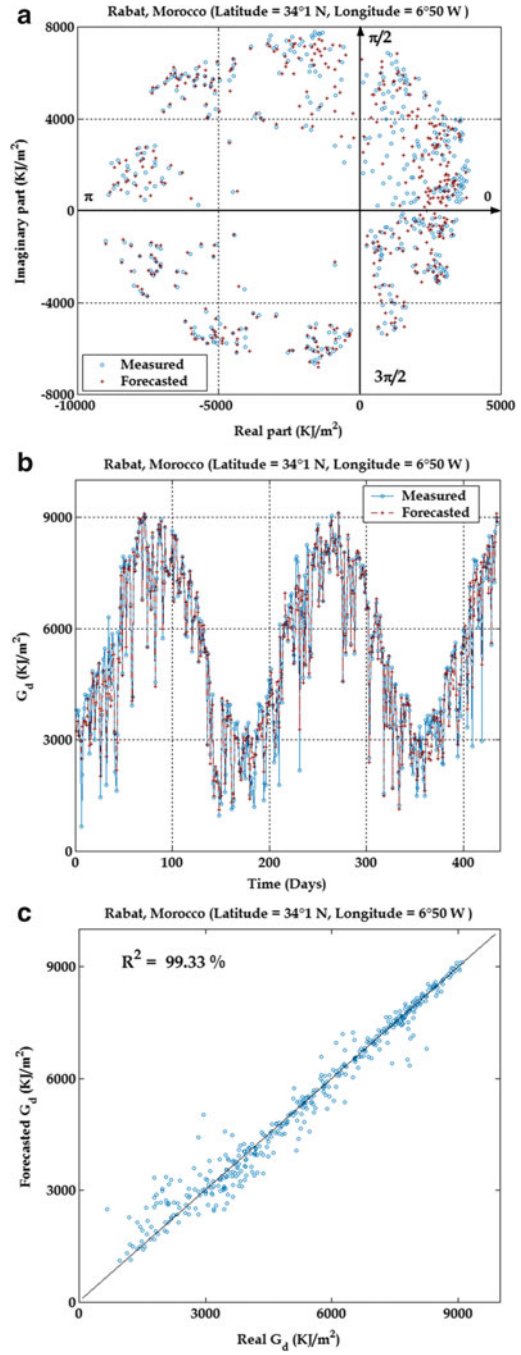 a
Rabat, Morocco (Latitude = 34°1 N, Longitude = 6°50 W )
8000
4000
0
-4000
-8000
Imaginary part (KJ/m²)
π/2
π
0
3π/2
Measured
Forecasted
-10000 -5000 0 5000
Real part (KJ/m²)
b
Rabat, Morocco (Latitude = 34°1 N, Longitude = 6°50 W )
Measured
Forecasted
9000
6000
3000
0
G_d (KJ/m²)
0 100 200 300 400
Time (Days)
c
Rabat, Morocco (Latitude = 34°1 N, Longitude = 6°50 W )
R² = 99.33 %
9000
6000
3000
0
Forecasted G_d (KJ/m²)
0 3000 6000 9000
Real G_d (KJ/m²)